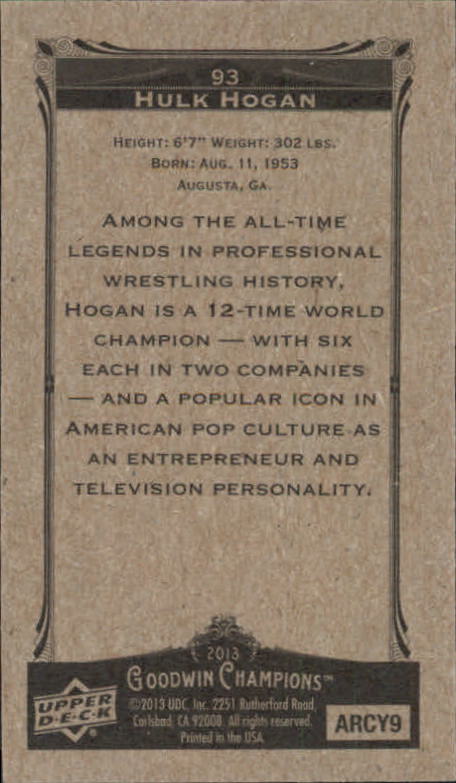 93
HULK HOGAN
HEIGHT: 6'7" WEIGHT: 302 LBS.
BORN: AUG. 11, 1953
AUGUSTA, GA.
AMONG THE ALL-TIME
LEGENDS IN PROFESSIONAL
WRESTLING HISTORY,
HOGAN IS A 12-TIME WORLD
CHAMPION — WITH SIX
EACH IN TWO COMPANIES
— AND A POPULAR ICON IN
AMERICAN POP CULTURE AS
AN ENTREPRENEUR AND
TELEVISION PERSONALITY.
2013
GOODWIN CHAMPIONS™
UPPER
D·E·C·K
©2013 UDC, Inc. 2251 Rutherford Road,
Carlsbad, CA 92008. All rights reserved.
Printed in the USA
ARCY9